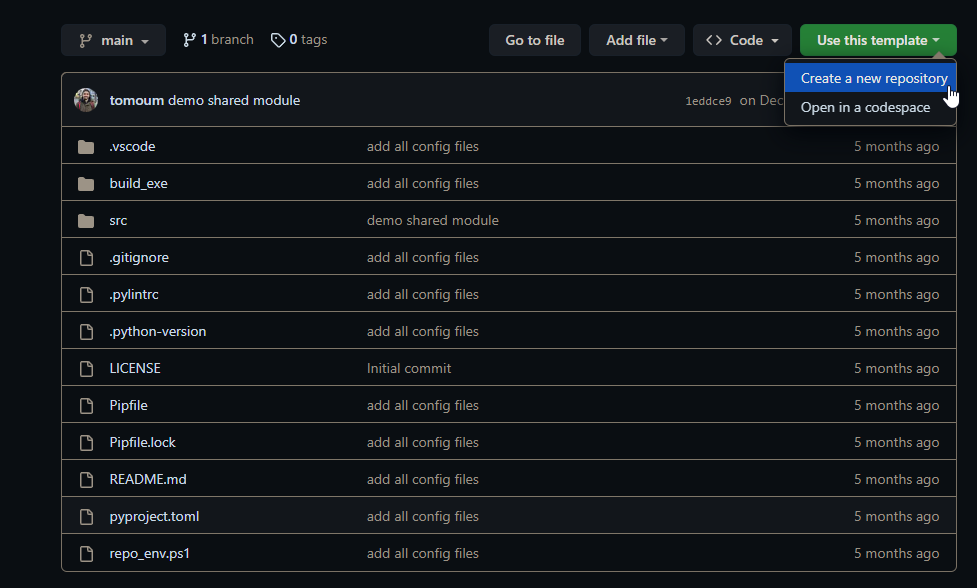 main 1 branch 0 tags Go to file Add file Code Use this template
Create a new repository
Open in a codespace
tomoum demo shared module 1eddce9 on Dec
.vscode add all config files 5 months ago
build_exe add all config files 5 months ago
src demo shared module 5 months ago
.gitignore add all config files 5 months ago
.pylintrc add all config files 5 months ago
.python-version add all config files 5 months ago
LICENSE Initial commit 5 months ago
Pipfile add all config files 5 months ago
Pipfile.lock add all config files 5 months ago
README.md add all config files 5 months ago
pyproject.toml add all config files 5 months ago
repo_env.ps1 add all config files 5 months ago